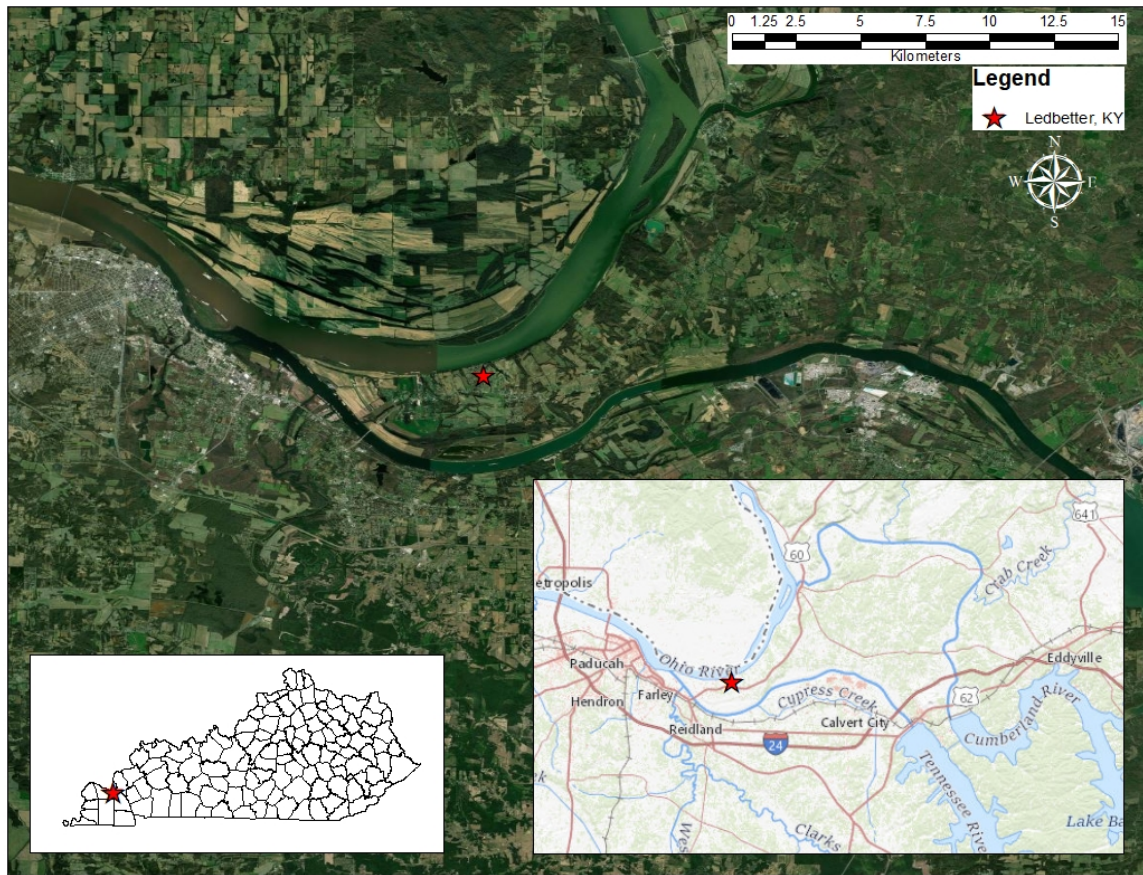 0 1.25 2.5 5 7.5 10 12.5 15
Kilometers
Legend
Ledbetter, KY
N
W E
S
641
60
Crab Creek
etropolis
Ohio River
Paducah
Eddyville
Farley
Cypress Creek
62
Hendron
Calvert City
Cumberland River
Reidland
24
Tennessee River
Wes
Clarks
Lake Ba